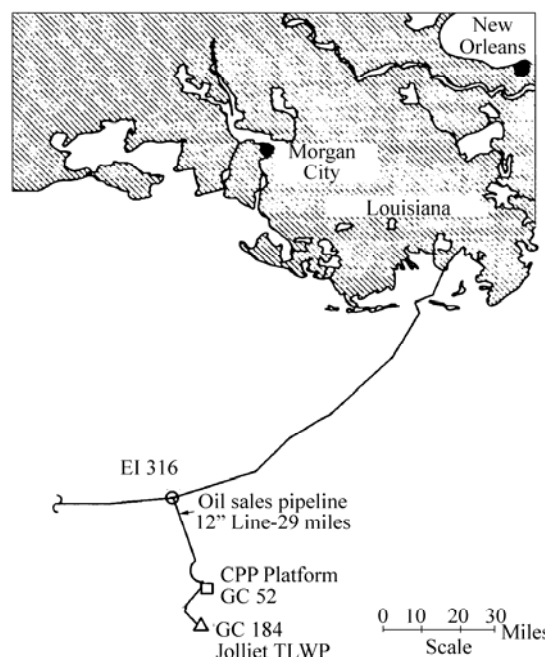 New
Orleans
Morgan
City
Louisiana
EI 316
Oil sales pipeline
12” Line-29 miles
CPP Platform
GC 52
GC 184
Jolliet TLWP
0 10 20 30
Miles
Scale